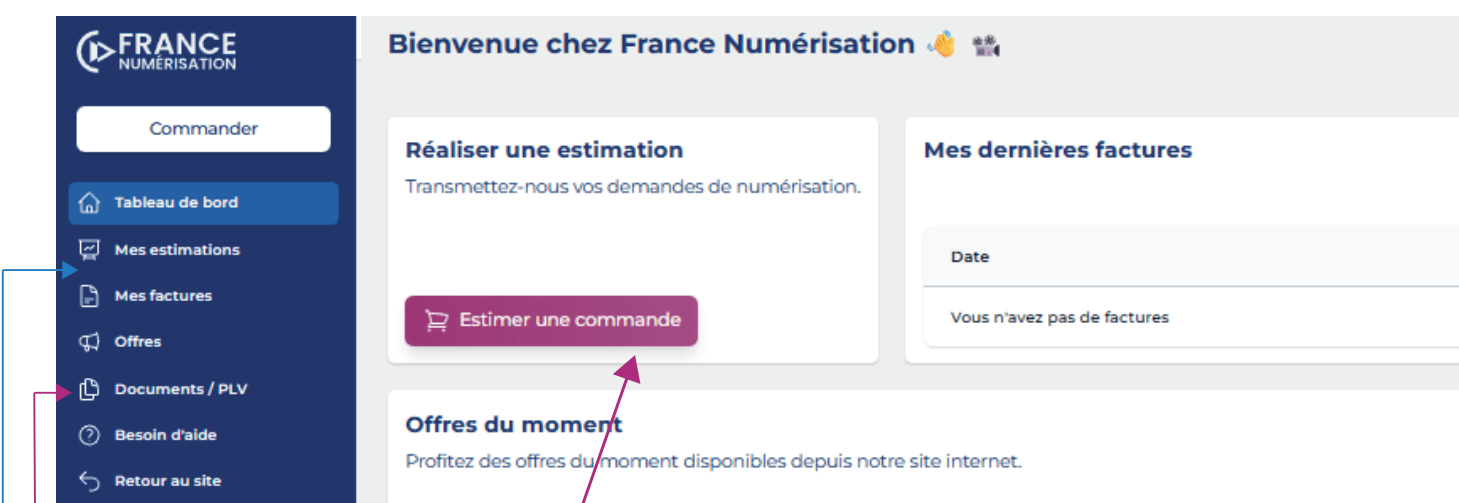 FRANCE
NUMÉRISATION
Commander
Tableau de bord
Mes estimations
Mes factures
Offres
Documents / PLV
Besoin d'aide
Retour au site
Bienvenue chez France Numérisation 👋 📽
Réaliser une estimation
Transmettez-nous vos demandes de numérisation.
Estimer une commande
Mes dernières factures
Date
Vous n'avez pas de factures
Offres du moment
Profitez des offres du moment disponibles depuis notre site internet.